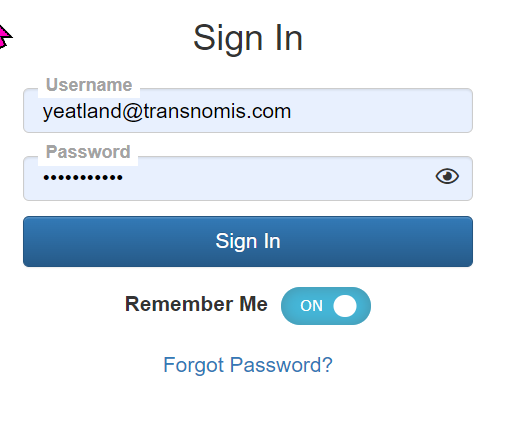 Sign In
Username
yeatland@transnomis.com
Password
•••••••••••
Sign In
Remember Me ON
Forgot Password?